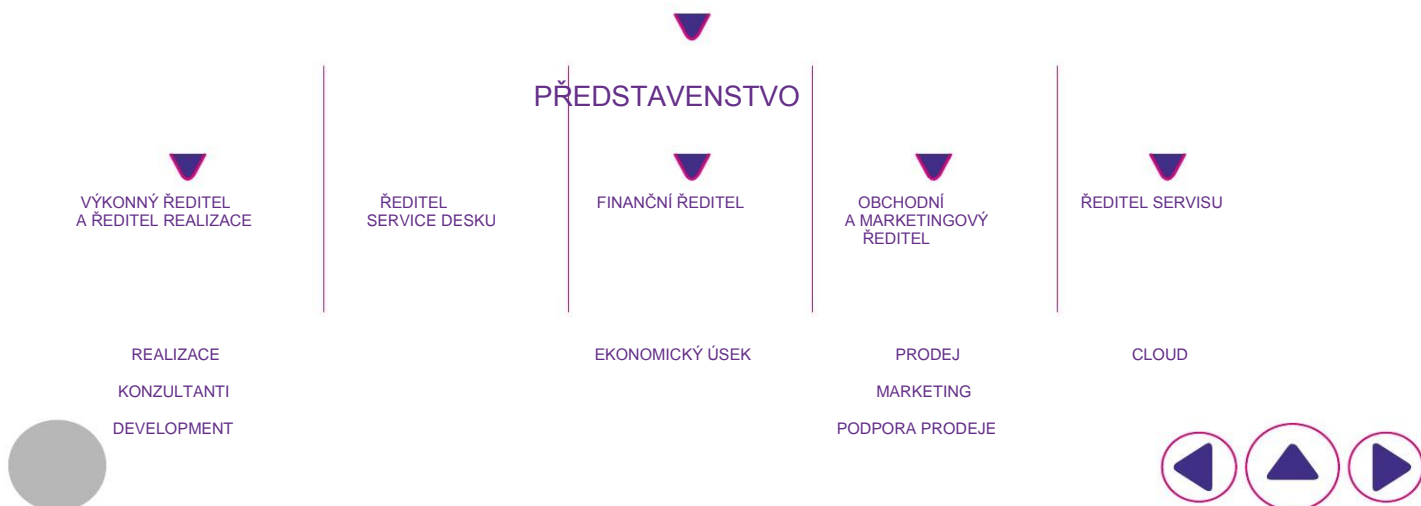 PŘEDSTAVENSTVO
VÝKONNÝ ŘEDITEL
A ŘEDITEL REALIZACE
ŘEDITEL
SERVICE DESKU
FINANČNÍ ŘEDITEL
OBCHODNÍ
A MARKETINGOVÝ
ŘEDITEL
ŘEDITEL SERVISU
REALIZACE
KONZULTANTI
DEVELOPMENT
EKONOMICKÝ ÚSEK
PRODEJ
MARKETING
PODPORA PRODEJE
CLOUD